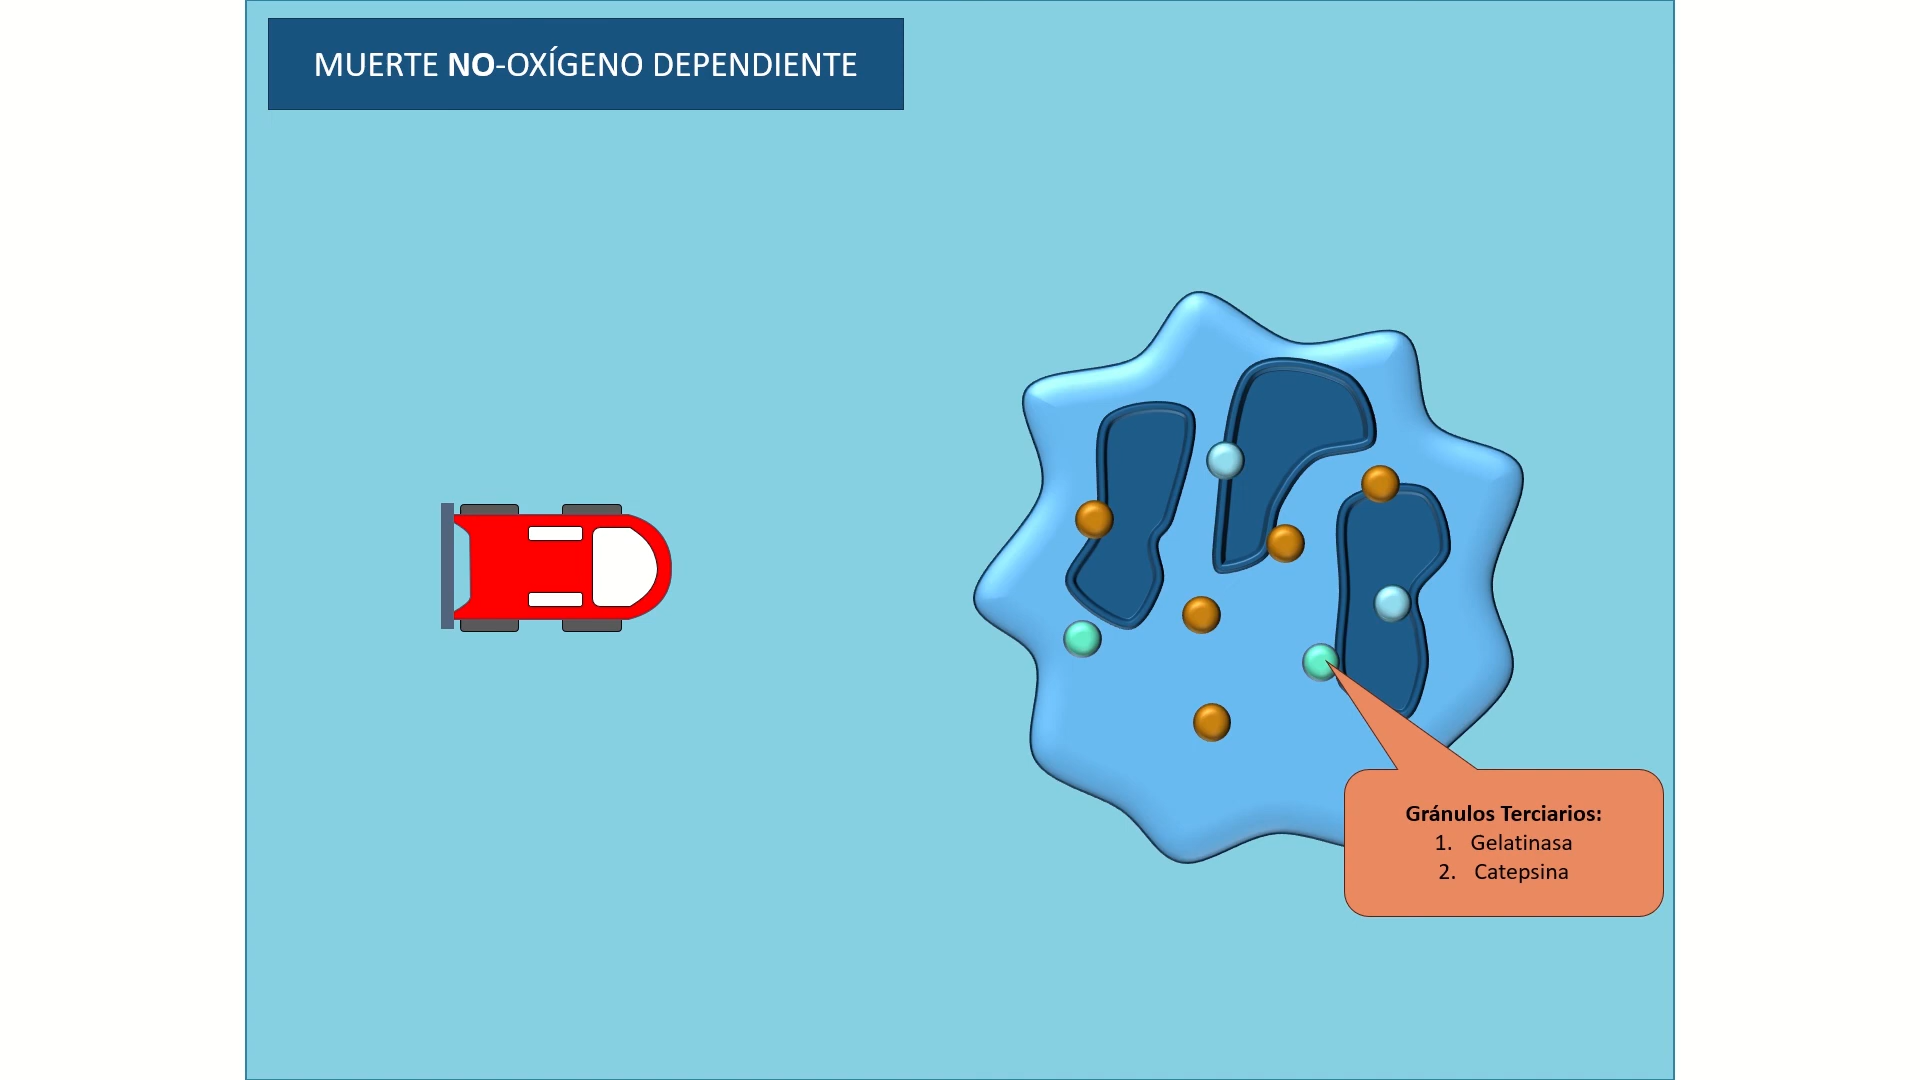 MUERTE NO-OXÍGENO DEPENDIENTE
Gránulos Terciarios:
1. Gelatinasa
2. Catepsina